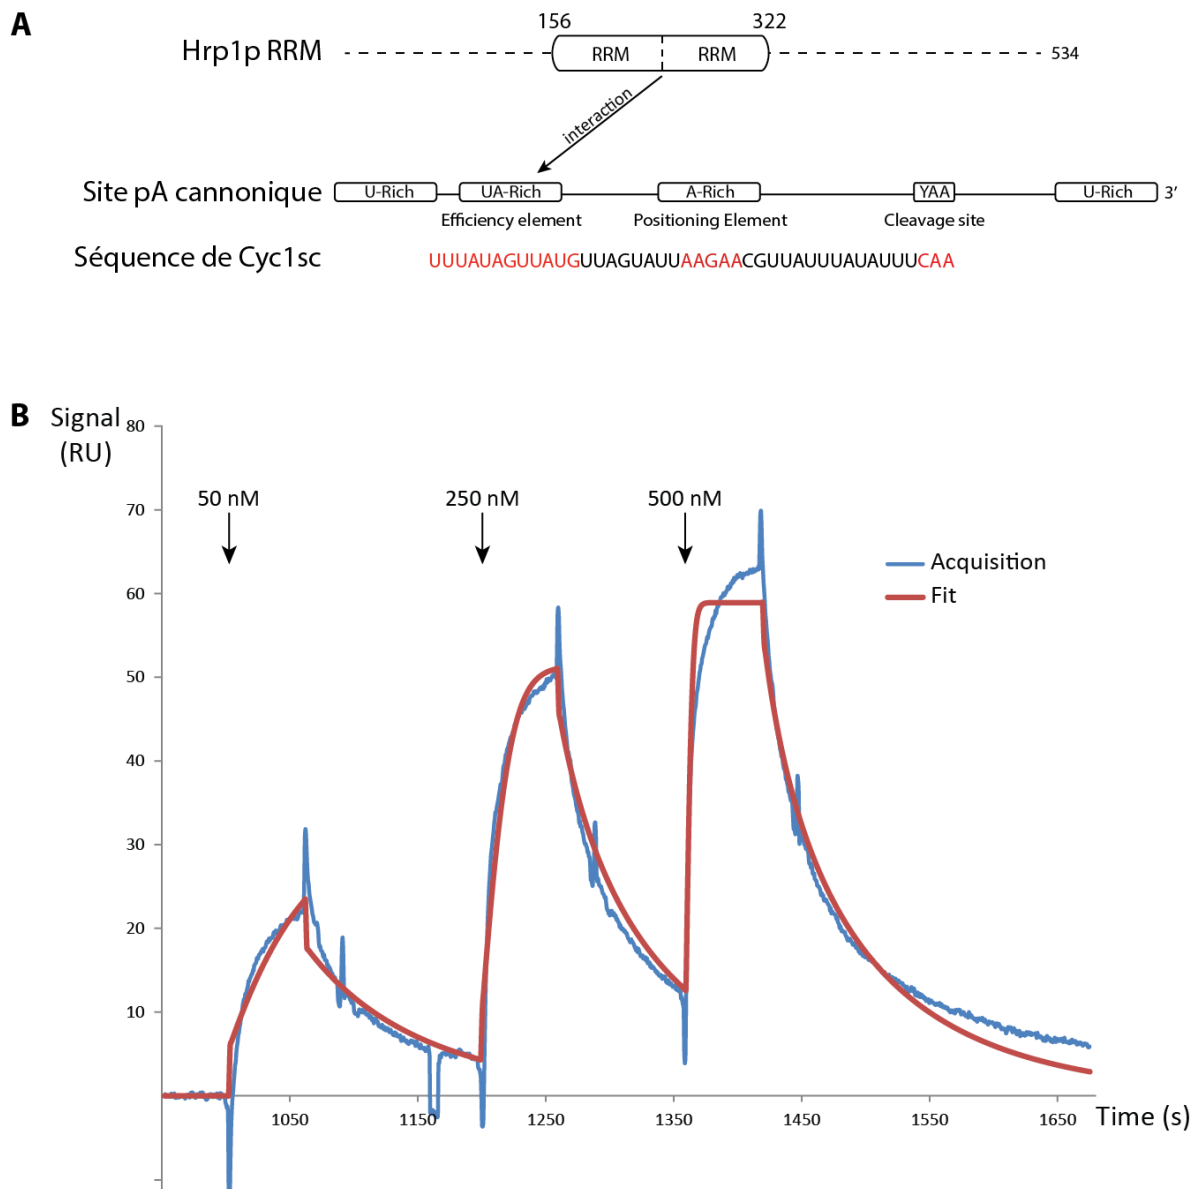 A
156 322
Hrp1p RRM RRM RRM 534
interaction
Site pA cannonique U-Rich UA-Rich A-Rich YAA U-Rich 3'
Efficiency element Positioning Element Cleavage site
Séquence de Cyc1sc UUUAUAGUUAUGUUAGUAUUAAGAACGUUAUUUAUAUUUCAA
B Signal
(RU)
80
50 nM 250 nM 500 nM
70
Acquisition
Fit
60
50
40
30
20
10
1050 1150 1250 1350 1450 1550 1650 Time (s)